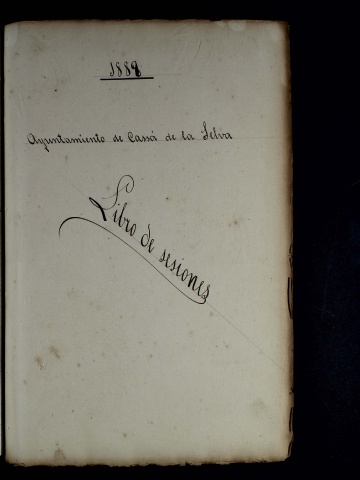 1889
Ayuntamiento de Cassá de la Selva
Libro de sesiones